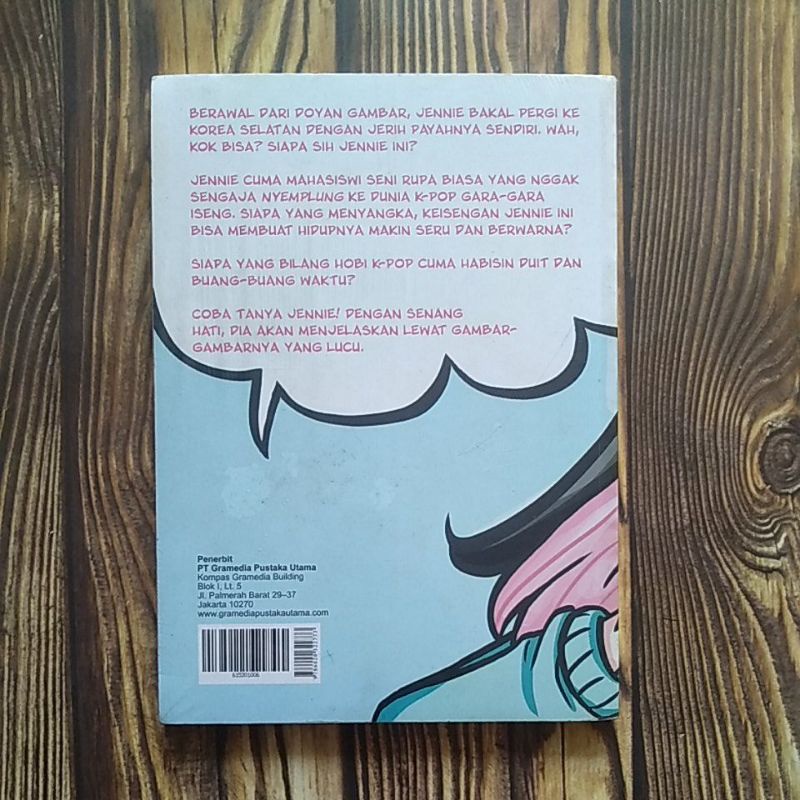 BERAWAL DARI DOYAN GAMBAR, JENNIE BAKAL PERGI KE
KOREA SELATAN DENGAN JERIH PAYAHNYA SENDIRI. WAH,
KOK BISA? SIAPA SIH JENNIE INI?
JENNIE CUMA MAHASISWI SENI RUPA BIASA YANG NGGAK
SENGAJA NYEMPLUNG KE DUNIA K-POP GARA-GARA
ISENG. SIAPA YANG MENYANGKA, KEISENGAN JENNIE INI
BISA MEMBUAT HIDUPNYA MAKIN SERU DAN BERWARNA?
SIAPA YANG BILANG HOBI K-POP CUMA HABISIN DUIT DAN
BUANG-BUANG WAKTU?
COBA TANYA JENNIE! DENGAN SENANG
HATI, DIA AKAN MENJELASKAN LEWAT GAMBAR-
GAMBARNYA YANG LUCU.
Penerbit
PT Gramedia Pustaka Utama
Kompas Gramedia Building
Blok I, Lt. 5
Jl. Palmerah Barat 29–37
Jakarta 10270
www.gramediapustakautama.com
615201006